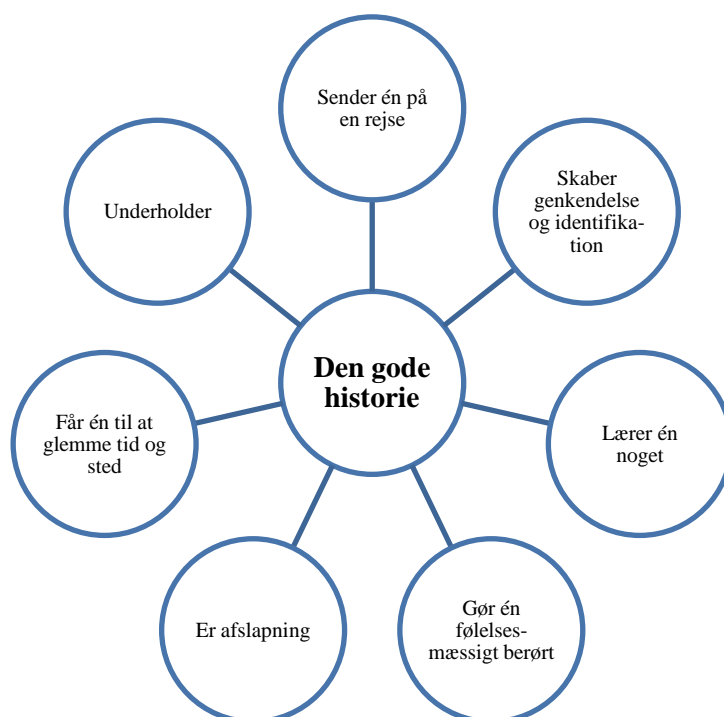 Sender én på
en rejse
Skaber
genkendelse
og identifika-
tion
Lærer én
noget
Gør én
følelses-
mæssigt berørt
Er afslapning
Får én til at
glemme tid og
sted
Underholder
Den gode
historie